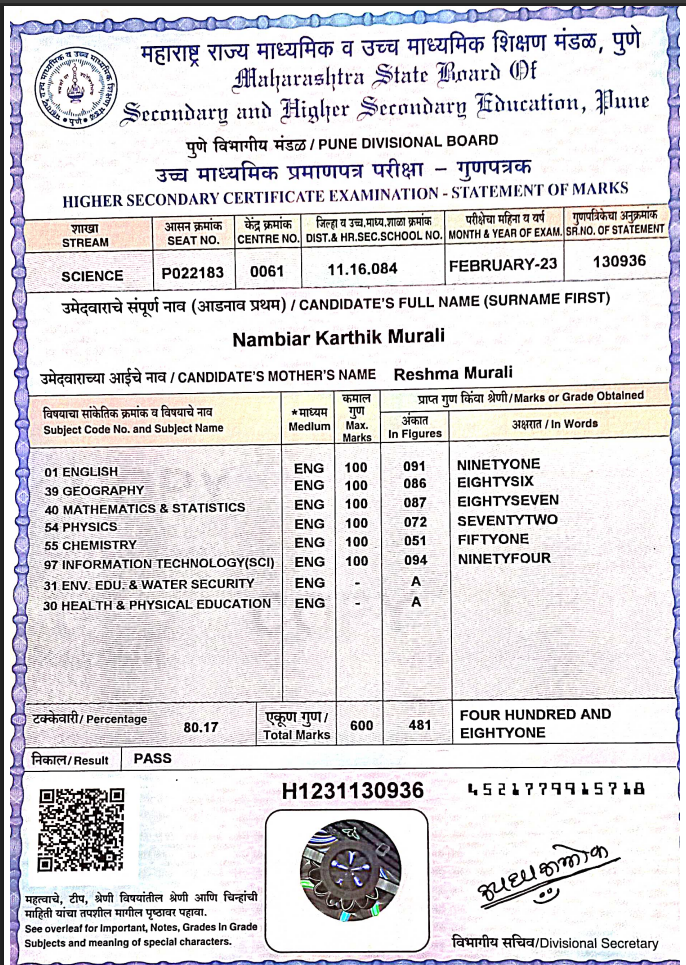 महाराष्ट्र राज्य माध्यमिक व उच्च माध्यमिक शिक्षण मंडळ, पुणे
Maharashtra State Board Of
Secondary and Higher Secondary Education, Pune
पुणे विभागीय मंडळ / PUNE DIVISIONAL BOARD
उच्च माध्यमिक प्रमाणपत्र परीक्षा – गुणपत्रक
HIGHER SECONDARY CERTIFICATE EXAMINATION - STATEMENT OF MARKS
शाखा आसन क्रमांक केंद्र क्रमांक जिल्हा व उच्च.माध्य.शाळा क्रमांक परीक्षेचा महिना व वर्ष गुणपत्रिकेचा अनुक्रमांक
STREAM SEAT NO. CENTRE NO. DIST.& HR.SEC.SCHOOL NO. MONTH & YEAR OF EXAM. SR.NO. OF STATEMENT
SCIENCE P022183 0061 11.16.084 FEBRUARY-23 130936
उमेदवाराचे संपूर्ण नाव (आडनाव प्रथम) / CANDIDATE'S FULL NAME (SURNAME FIRST)
Nambiar Karthik Murali
उमेदवाराच्या आईचे नाव / CANDIDATE'S MOTHER'S NAME Reshma Murali
विषयाचा सांकेतिक क्रमांक व विषयाचे नाव
Subject Code No. and Subject Name
*माध्यम
Medium
कमाल
गुण
Max.
Marks
प्राप्त गुण किंवा श्रेणी/Marks or Grade Obtained
अंकात
In Figures
अक्षरात / In Words
01 ENGLISH ENG 100 091 NINETYONE
39 GEOGRAPHY ENG 100 086 EIGHTYSIX
40 MATHEMATICS & STATISTICS ENG 100 087 EIGHTYSEVEN
54 PHYSICS ENG 100 072 SEVENTYTWO
55 CHEMISTRY ENG 100 051 FIFTYONE
97 INFORMATION TECHNOLOGY(SCI) ENG 100 094 NINETYFOUR
31 ENV. EDU. & WATER SECURITY ENG - A
30 HEALTH & PHYSICAL EDUCATION ENG - A
टक्केवारी/ Percentage 80.17 एकूण गुण/ Total Marks 600 481 FOUR HUNDRED AND
EIGHTYONE
निकाल/ Result PASS
H1231130936 4521779915718
महत्वाचे, टीप, श्रेणी विषयांतील श्रेणी आणि चिन्हांची
माहिती यांचा तपशील मागील पृष्ठावर पहावा.
See overleaf for Important, Notes, Grades in Grade
Subjects and meaning of special characters.
विभागीय सचिव/Divisional Secretary